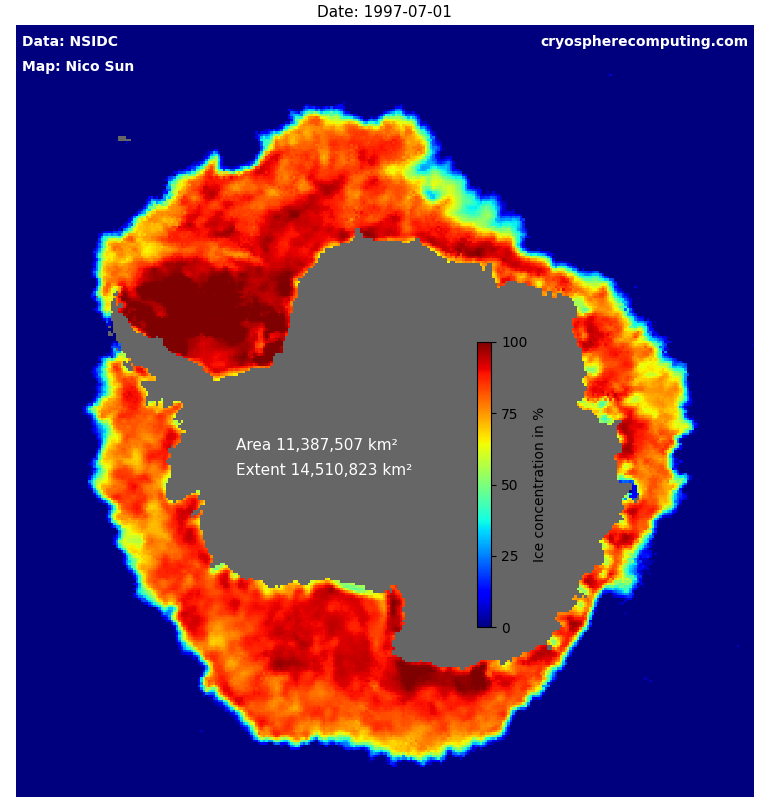 Date: 1997-07-01
Data: NSIDC
cryospherecomputing.com
Map: Nico Sun
100
75
50
25
0
Ice concentration in %
Area 11,387,507 km²
Extent 14,510,823 km²